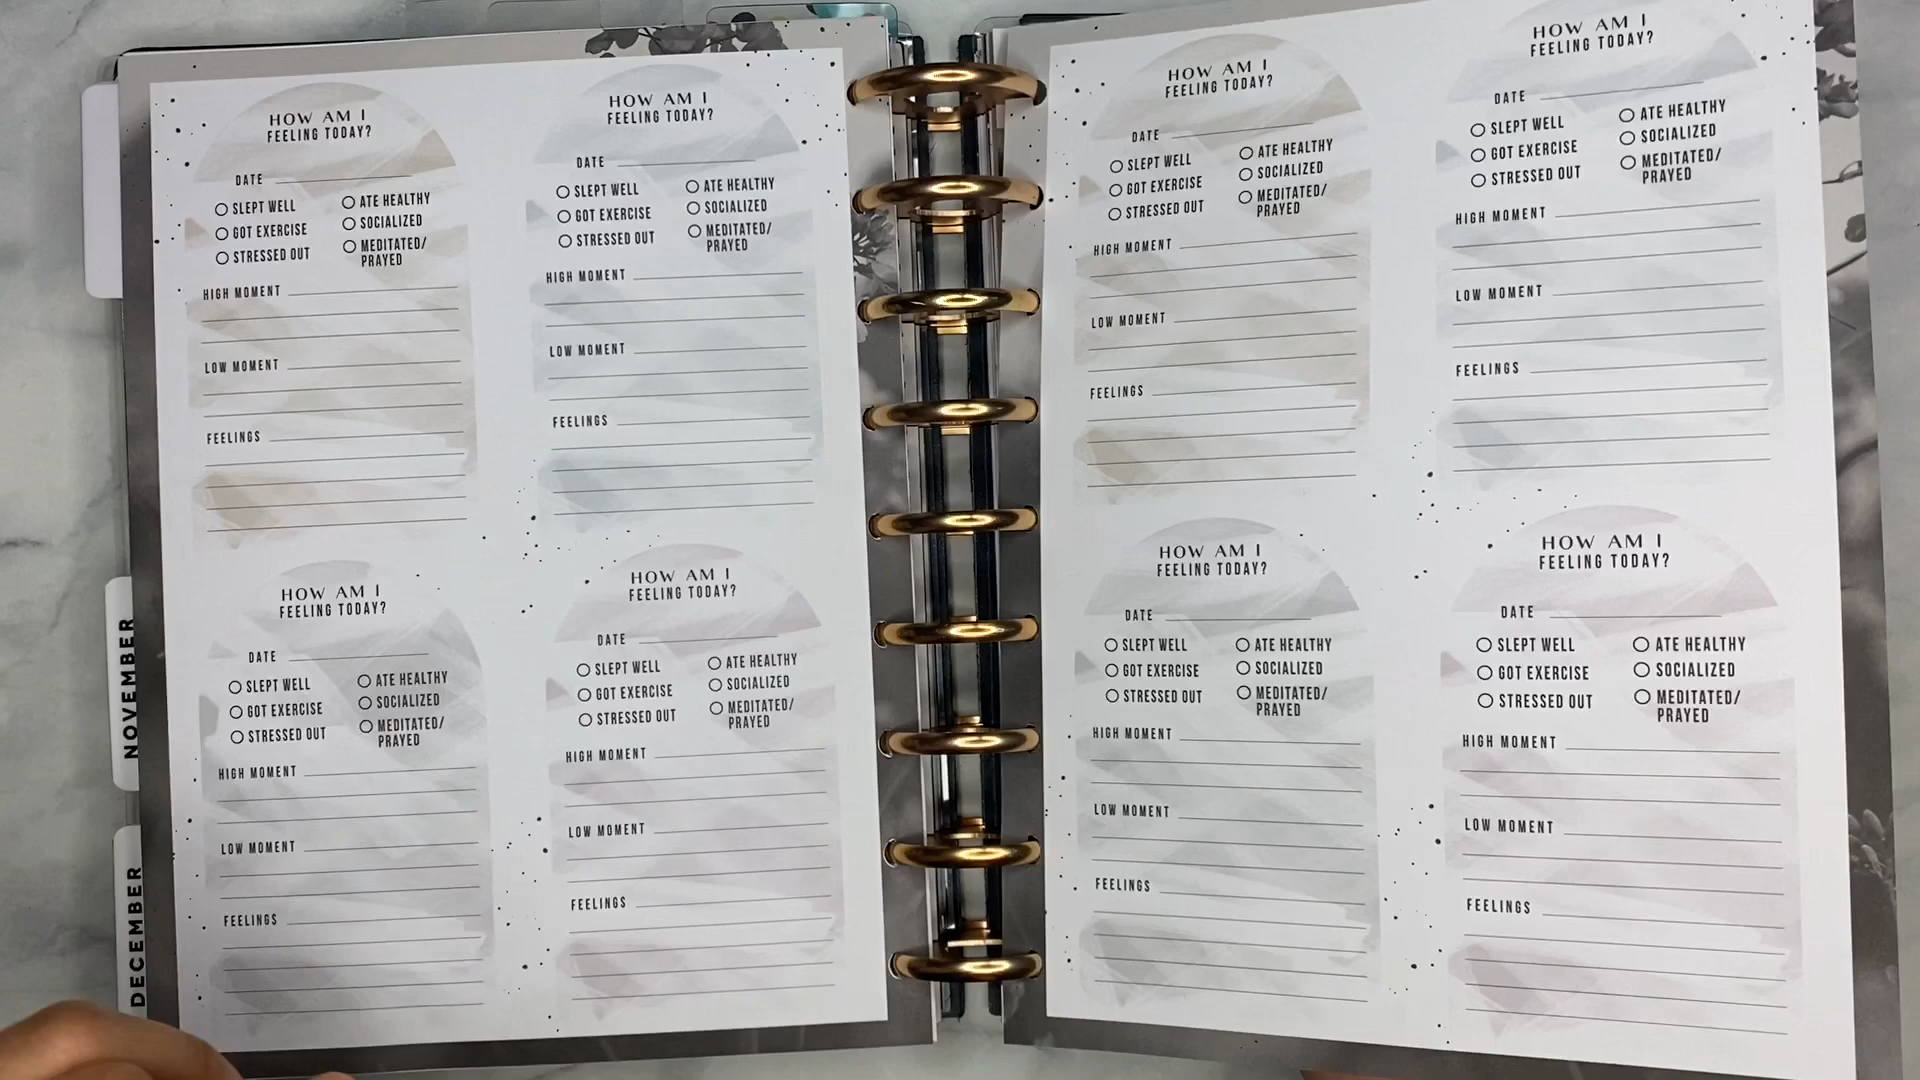 HOW AM I
FEELING TODAY?
DATE
SLEPT WELL
GOT EXERCISE
STRESSED OUT
ATE HEALTHY
SOCIALIZED
MEDITATED/
PRAYED
HIGH MOMENT
LOW MOMENT
FEELINGS
HOW AM I
FEELING TODAY?
DATE
SLEPT WELL
GOT EXERCISE
STRESSED OUT
ATE HEALTHY
SOCIALIZED
MEDITATED/
PRAYED
HIGH MOMENT
LOW MOMENT
FEELINGS
HOW AM I
FEELING TODAY?
DATE
SLEPT WELL
GOT EXERCISE
STRESSED OUT
ATE HEALTHY
SOCIALIZED
MEDITATED/
PRAYED
HIGH MOMENT
LOW MOMENT
FEELINGS
HOW AM I
FEELING TODAY?
DATE
SLEPT WELL
GOT EXERCISE
STRESSED OUT
ATE HEALTHY
SOCIALIZED
MEDITATED/
PRAYED
HIGH MOMENT
LOW MOMENT
FEELINGS
HOW AM I
FEELING TODAY?
DATE
SLEPT WELL
GOT EXERCISE
STRESSED OUT
ATE HEALTHY
SOCIALIZED
MEDITATED/
PRAYED
HIGH MOMENT
LOW MOMENT
FEELINGS
HOW AM I
FEELING TODAY?
DATE
SLEPT WELL
GOT EXERCISE
STRESSED OUT
ATE HEALTHY
SOCIALIZED
MEDITATED/
PRAYED
HIGH MOMENT
LOW MOMENT
FEELINGS
HOW AM I
FEELING TODAY?
DATE
SLEPT WELL
GOT EXERCISE
STRESSED OUT
ATE HEALTHY
SOCIALIZED
MEDITATED/
PRAYED
HIGH MOMENT
LOW MOMENT
FEELINGS
HOW AM I
FEELING TODAY?
DATE
SLEPT WELL
GOT EXERCISE
STRESSED OUT
ATE HEALTHY
SOCIALIZED
MEDITATED/
PRAYED
HIGH MOMENT
LOW MOMENT
FEELINGS
NOVEMBER
DECEMBER